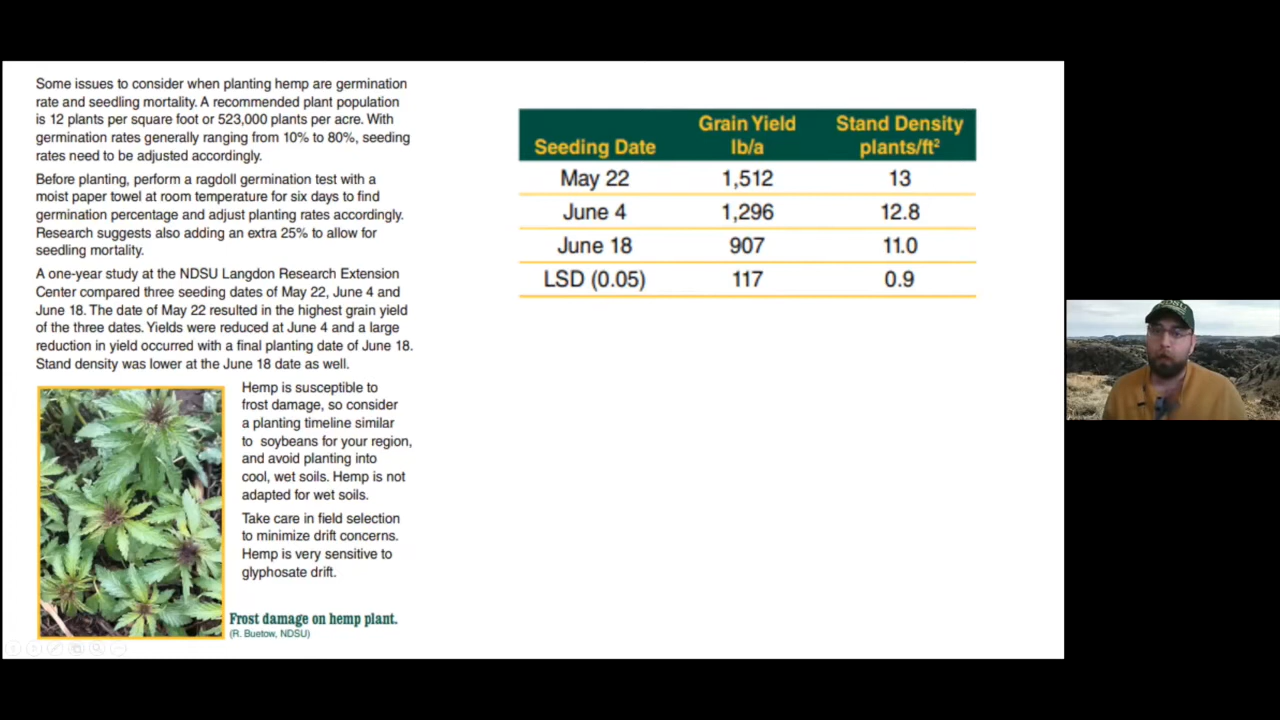 Some issues to consider when planting hemp are germination
rate and seedling mortality. A recommended plant population
is 12 plants per square foot or 523,000 plants per acre. With
germination rates generally ranging from 10% to 80%, seeding
rates need to be adjusted accordingly.
Before planting, perform a ragdoll germination test with a
moist paper towel at room temperature for six days to find
germination percentage and adjust planting rates accordingly.
Research suggests also adding an extra 25% to allow for
seedling mortality.
A one-year study at the NDSU Langdon Research Extension
Center compared three seeding dates of May 22, June 4 and
June 18. The date of May 22 resulted in the highest grain yield
of the three dates. Yields were reduced at June 4 and a large
reduction in yield occurred with a final planting date of June 18.
Stand density was lower at the June 18 date as well.
Hemp is susceptible to
frost damage, so consider
a planting timeline similar
to soybeans for your region,
and avoid planting into
cool, wet soils. Hemp is not
adapted for wet soils.
Take care in field selection
to minimize drift concerns.
Hemp is very sensitive to
glyphosate drift.
Frost damage on hemp plant.
(R. Buetow, NDSU)
Seeding Date Grain Yield lb/a Stand Density plants/ft²
May 22 1,512 13
June 4 1,296 12.8
June 18 907 11.0
LSD (0.05) 117 0.9